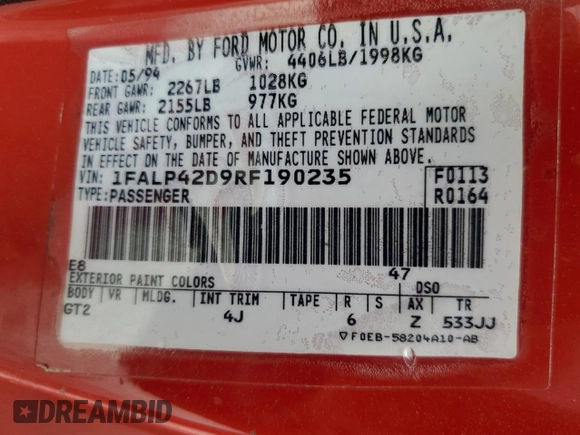 MFD. BY FORD MOTOR CO. IN U.S.A.
DATE: 05/94 GVWR: 4406LB/1998KG
FRONT GAWR: 2267LB 1028KG
REAR GAWR: 2155LB 977KG
THIS VEHICLE CONFORMS TO ALL APPLICABLE FEDERAL MOTOR
VEHICLE SAFETY, BUMPER, AND THEFT PREVENTION STANDARDS
IN EFFECT ON THE DATE OF MANUFACTURE SHOWN ABOVE.
VIN: 1FALP42D9RF190235 F0113
TYPE: PASSENGER R0164
E8 47
EXTERIOR PAINT COLORS DSO
BODY VR MLDG. INT TRIM TAPE R S AX TR
GT2 4J 6 Z 533JJ
▽F0EB-58204A10-AB
DREAMBID